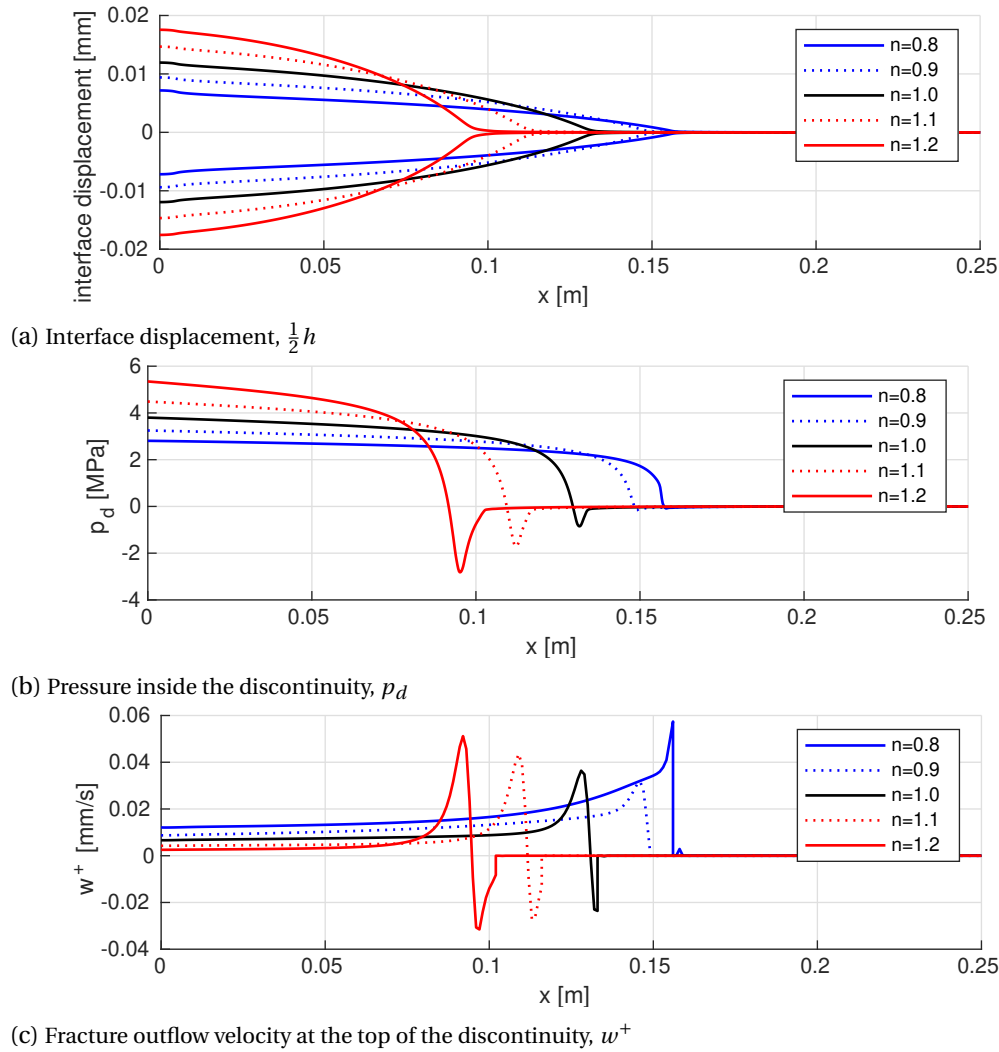 0.02
0.01
0
-0.01
-0.02
interface displacement [mm]
n=0.8
n=0.9
n=1.0
n=1.1
n=1.2
0 0.05 0.1 0.15 0.2 0.25
x [m]
(a) Interface displacement, ½h
6
4
2
0
-2
-4
p_d [MPa]
n=0.8
n=0.9
n=1.0
n=1.1
n=1.2
0 0.05 0.1 0.15 0.2 0.25
x [m]
(b) Pressure inside the discontinuity, p_d
0.06
0.04
0.02
0
-0.02
-0.04
w⁺ [mm/s]
n=0.8
n=0.9
n=1.0
n=1.1
n=1.2
0 0.05 0.1 0.15 0.2 0.25
x [m]
(c) Fracture outflow velocity at the top of the discontinuity, w⁺